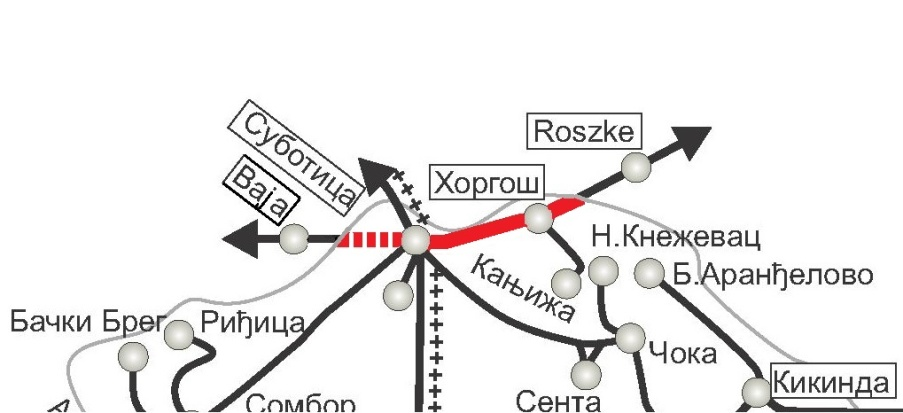 Суботица
Roszke
Baja
Хоргош
Н.Кнежевац
Кањижа
Б.Аранђелово
Бачки Брег
Риђица
Чока
Кикинда
Сомбор
Сента